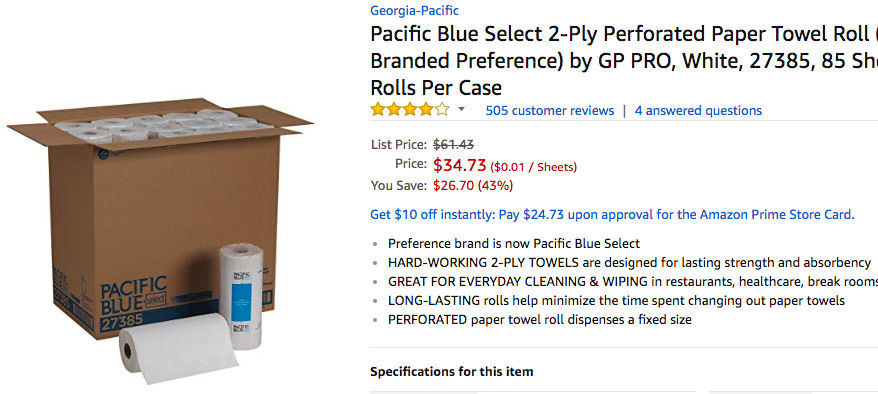 Georgia-Pacific
Pacific Blue Select 2-Ply Perforated Paper Towel Roll (
Branded Preference) by GP PRO, White, 27385, 85 Sh
Rolls Per Case
505 customer reviews | 4 answered questions
List Price: $61.43
Price: $34.73 ($0.01 / Sheets)
You Save: $26.70 (43%)
Get $10 off instantly: Pay $24.73 upon approval for the Amazon Prime Store Card.
• Preference brand is now Pacific Blue Select
• HARD-WORKING 2-PLY TOWELS are designed for lasting strength and absorbency
• GREAT FOR EVERYDAY CLEANING & WIPING in restaurants, healthcare, break rooms
• LONG-LASTING rolls help minimize the time spent changing out paper towels
• PERFORATED paper towel roll dispenses a fixed size
Specifications for this item
PACIFIC
BLUE select
27385
PACIFIC
BLUE
PACIFIC
BLUE